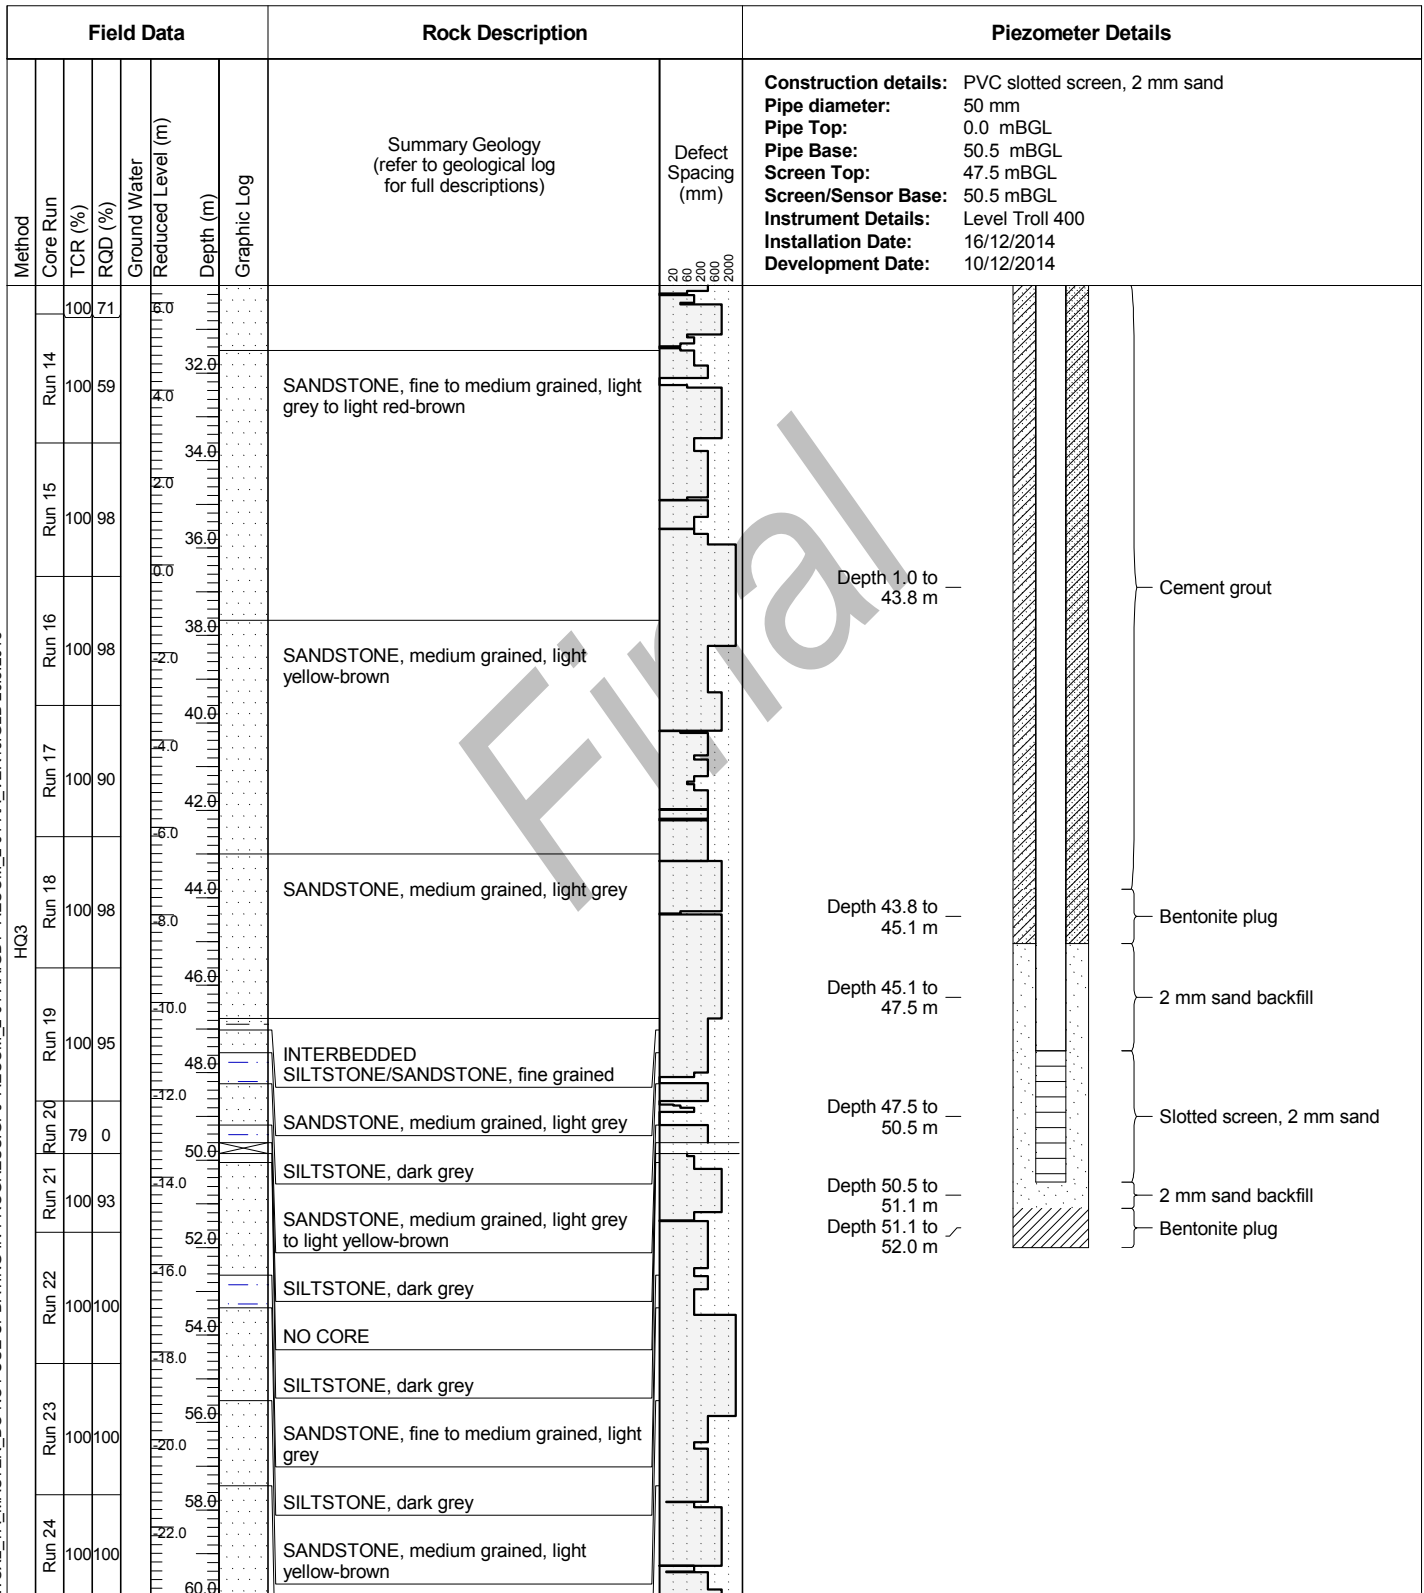 Field Data
Rock Description
Piezometer Details
Method
Core Run
TCR (%)
RQD (%)
Ground Water
Reduced Level (m)
Depth (m)
Graphic Log
Summary Geology
(refer to geological log
for full descriptions)
Defect
Spacing
(mm)
20
60
200
600
2000
Construction details: PVC slotted screen, 2 mm sand
Pipe diameter: 50 mm
Pipe Top: 0.0 mBGL
Pipe Base: 50.5 mBGL
Screen Top: 47.5 mBGL
Screen/Sensor Base: 50.5 mBGL
Instrument Details: Level Troll 400
Installation Date: 16/12/2014
Development Date: 10/12/2014
HQ3
100 71
Run 14 100 59
Run 15 100 98
Run 16 100 98
Run 17 100 90
Run 18 100 98
Run 19 100 95
Run 20 79 0
Run 21 100 93
Run 22 100 100
Run 23 100 100
Run 24 100 100
6.0
4.0
2.0
0.0
-2.0
-4.0
-6.0
-8.0
-10.0
-12.0
-14.0
-16.0
-18.0
-20.0
-22.0
32.0
34.0
36.0
38.0
40.0
42.0
44.0
46.0
48.0
50.0
52.0
54.0
56.0
58.0
60.0
SANDSTONE, fine to medium grained, light
grey to light red-brown
SANDSTONE, medium grained, light
yellow-brown
SANDSTONE, medium grained, light grey
INTERBEDDED
SILTSTONE/SANDSTONE, fine grained
SANDSTONE, medium grained, light grey
SILTSTONE, dark grey
SANDSTONE, medium grained, light grey
to light yellow-brown
SILTSTONE, dark grey
NO CORE
SILTSTONE, dark grey
SANDSTONE, fine to medium grained, light
grey
SILTSTONE, dark grey
SANDSTONE, medium grained, light
yellow-brown
Final
Depth 1.0 to
43.8 m
Cement grout
Depth 43.8 to
45.1 m
Bentonite plug
Depth 45.1 to
47.5 m
2 mm sand backfill
Depth 47.5 to
50.5 m
Slotted screen, 2 mm sand
Depth 50.5 to
51.1 m
2 mm sand backfill
Depth 51.1 to
52.0 m
Bentonite plug